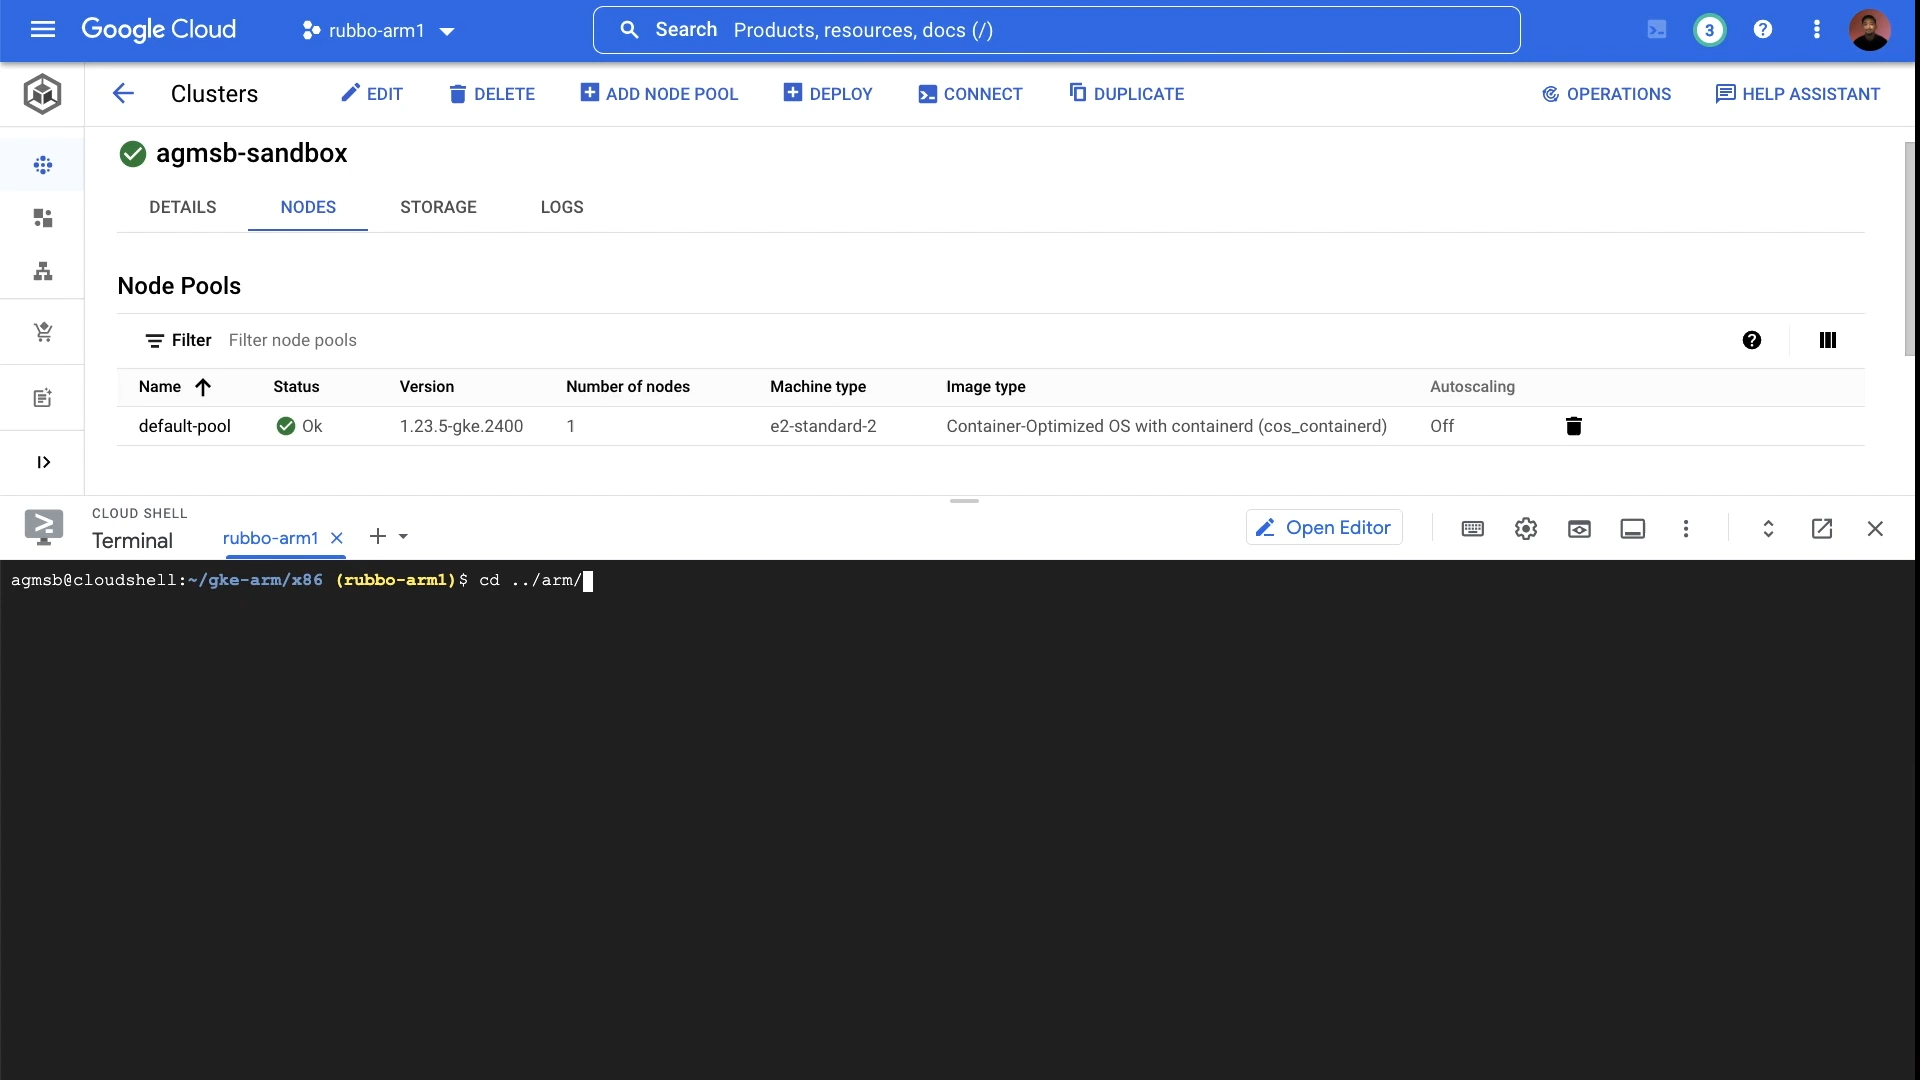 Google Cloud rubbo-arm1 Search Products, resources, docs (/) 3
Clusters EDIT DELETE ADD NODE POOL DEPLOY CONNECT DUPLICATE OPERATIONS HELP ASSISTANT
agmsb-sandbox
DETAILS NODES STORAGE LOGS
Node Pools
Filter Filter node pools
Name Status Version Number of nodes Machine type Image type Autoscaling
default-pool Ok 1.23.5-gke.2400 1 e2-standard-2 Container-Optimized OS with containerd (cos_containerd) Off
CLOUD SHELL
Terminal rubbo-arm1 Open Editor
agmsb@cloudshell:~/gke-arm/x86 (rubbo-arm1)$ cd ../arm/